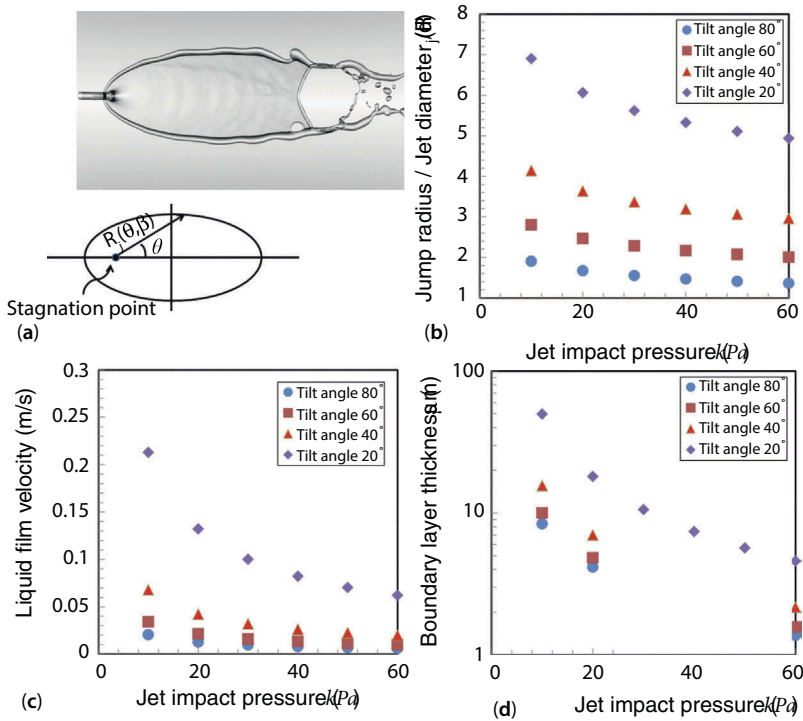 R_j(θ,β)
θ
Stagnation point
(a)
8
7
6
5
4
3
2
1
0
20
40
60
Jump radius / Jet diameter
Tilt angle 80°
Tilt angle 60°
Tilt angle 40°
Tilt angle 20°
Jet impact pressure k(Pa)
(b)
0.3
0.25
0.2
0.15
0.1
0.05
0
0
20
40
60
Liquid film velocity (m/s)
Tilt angle 80°
Tilt angle 60°
Tilt angle 40°
Tilt angle 20°
Jet impact pressure k(Pa)
(c)
100
10
1
0
20
40
60
Boundary layer thickness
Tilt angle 80°
Tilt angle 60°
Tilt angle 40°
Tilt angle 20°
Jet impact pressure k(Pa)
(d)